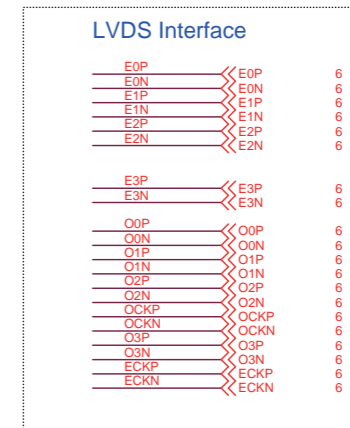 LVDS Interface
E0P E0P 6
E0N E0N 6
E1P E1P 6
E1N E1N 6
E2P E2P 6
E2N E2N 6
E3P E3P 6
E3N E3N 6
O0P O0P 6
O0N O0N 6
O1P O1P 6
O1N O1N 6
O2P O2P 6
O2N O2N 6
OCKP OCKP 6
OCKN OCKN 6
O3P O3P 6
O3N O3N 6
ECKP ECKP 6
ECKN ECKN 6